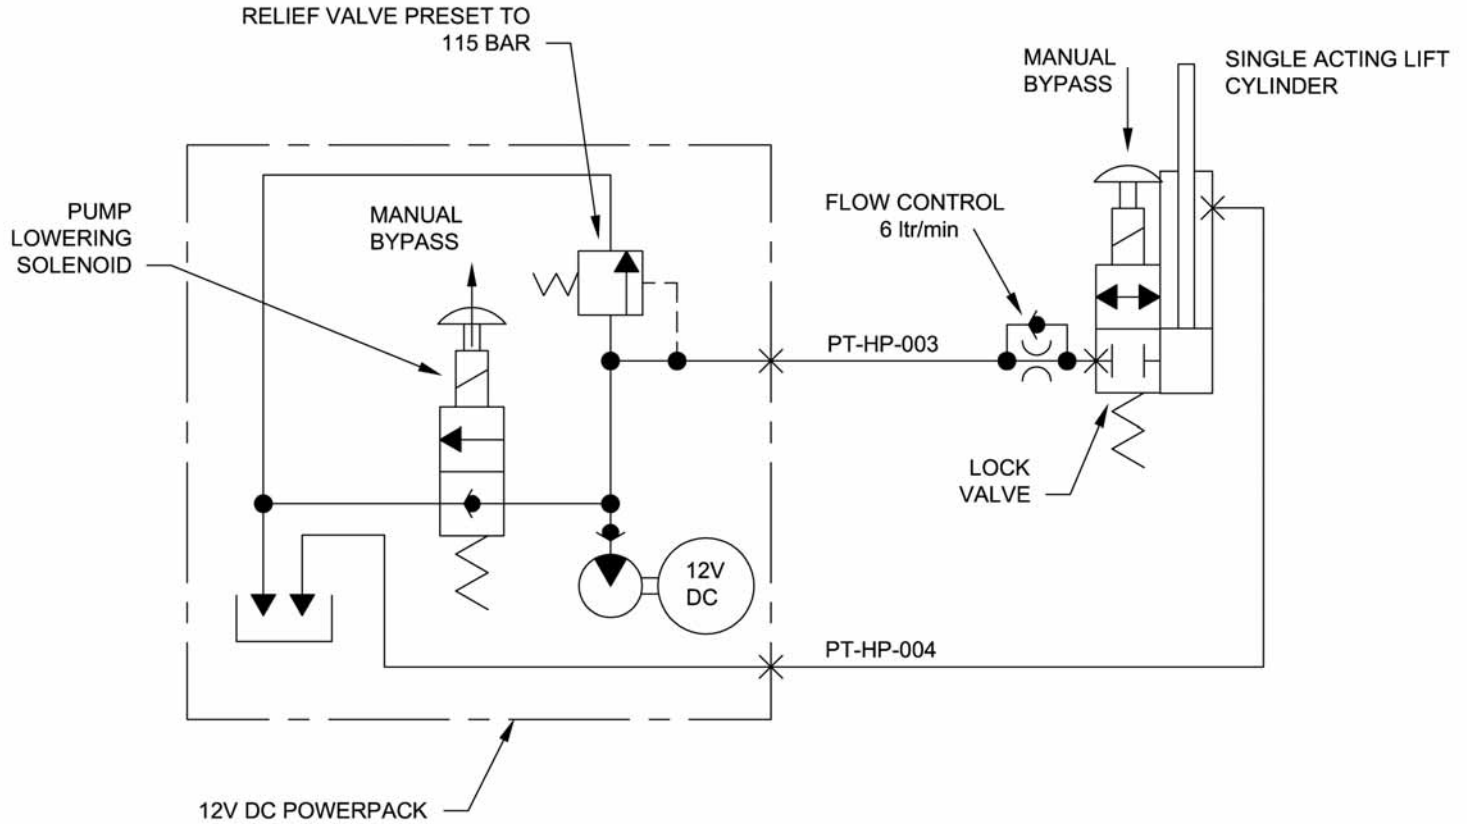 RELIEF VALVE PRESET TO
115 BAR
MANUAL
BYPASS
SINGLE ACTING LIFT
CYLINDER
PUMP
LOWERING
SOLENOID
MANUAL
BYPASS
FLOW CONTROL
6 ltr/min
PT-HP-003
LOCK
VALVE
12V
DC
PT-HP-004
12V DC POWERPACK